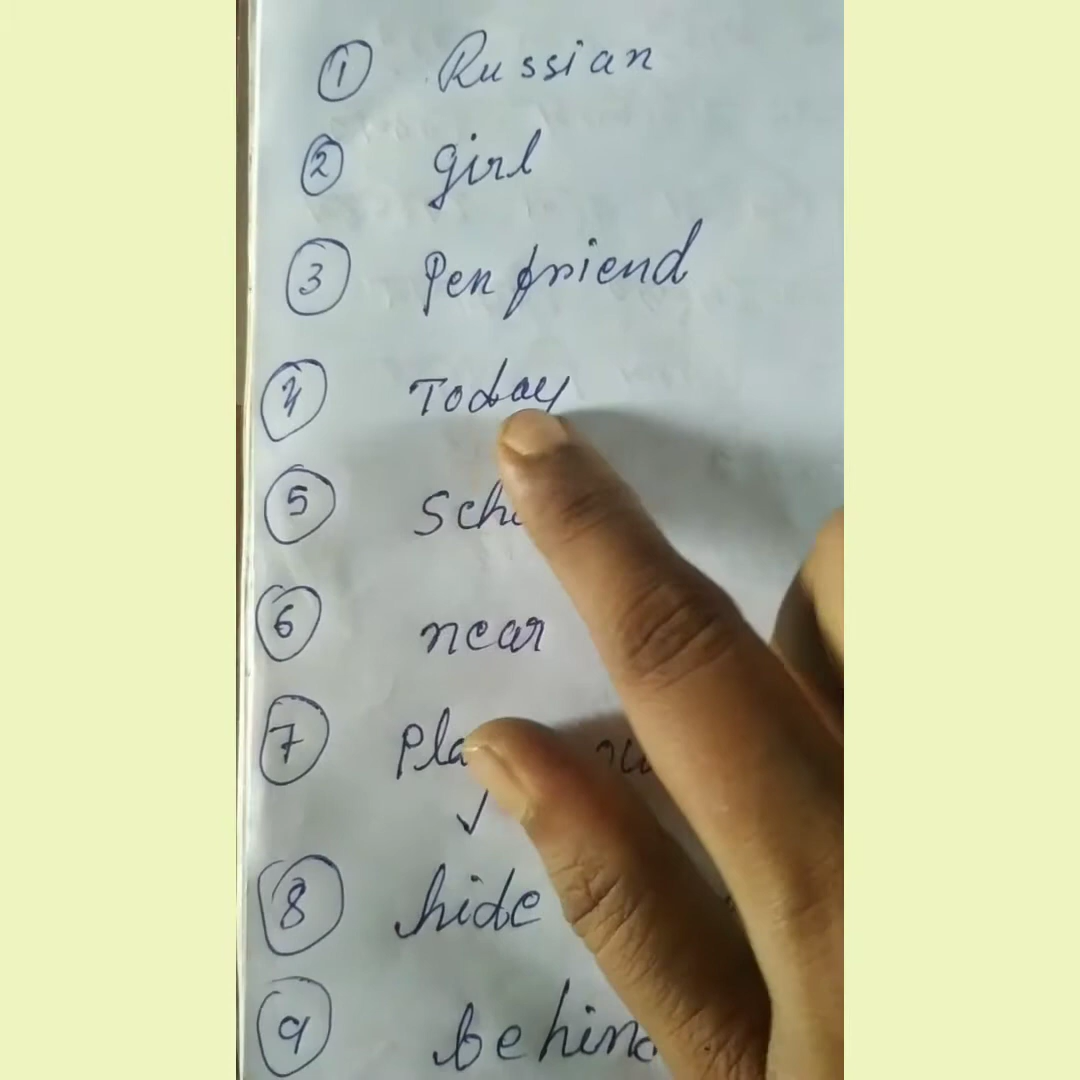 ① Russian
② girl
③ Pen friend
④ Today
⑤
⑥ near
⑦
✓
⑧ hide
⑨